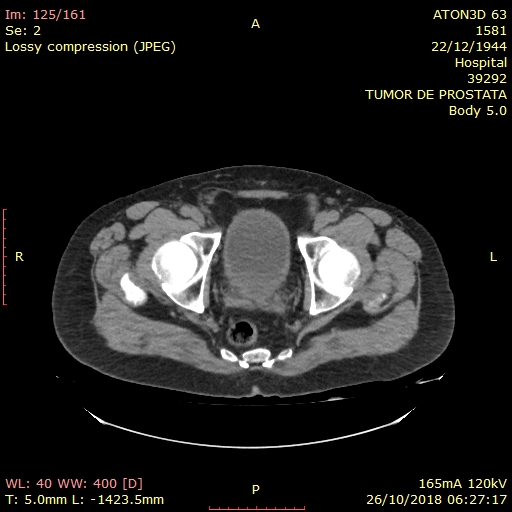 Im: 125/161
Se: 2
Lossy compression (JPEG)
A
ATON3D 63
1581
22/12/1944
Hospital
39292
TUMOR DE PROSTATA
Body 5.0
R
L
WL: 40 WW: 400 [D]
T: 5.0mm L: -1423.5mm
P
165mA 120kV
26/10/2018 06:27:17